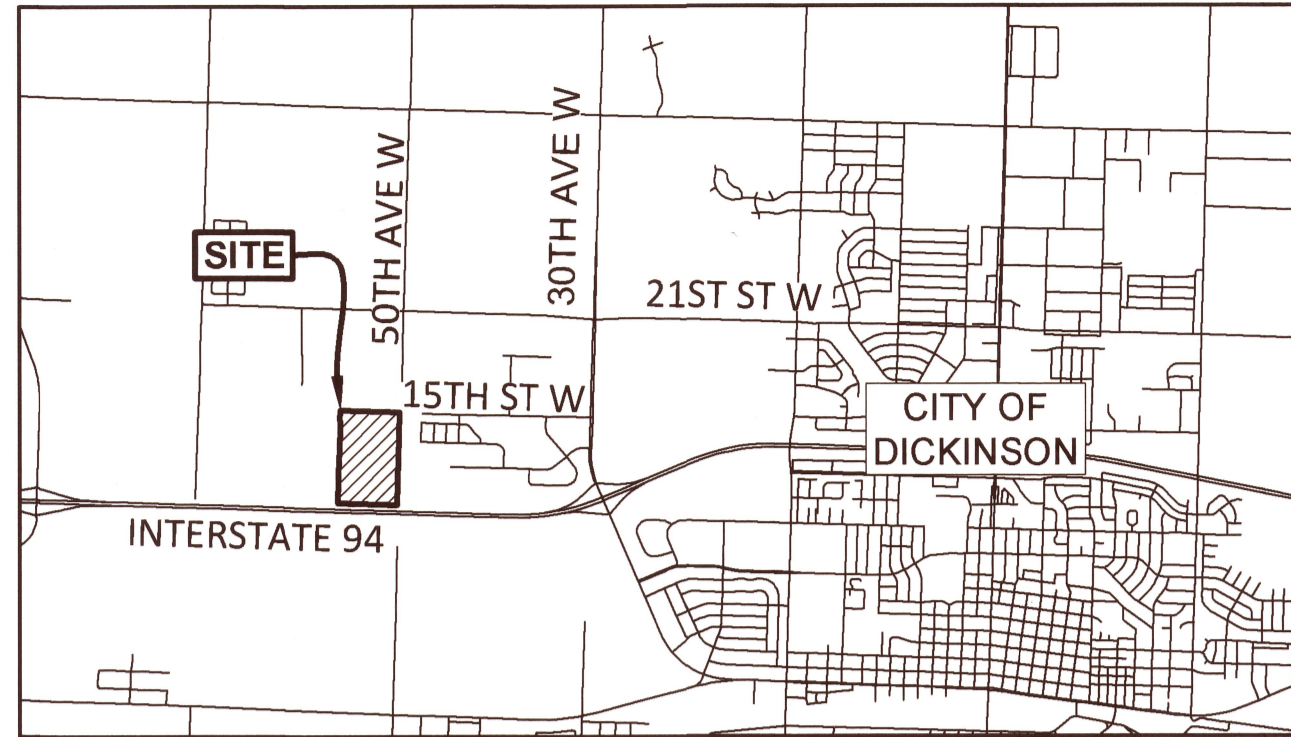 50TH AVE W
30TH AVE W
SITE
21ST ST W
15TH ST W
CITY OF
DICKINSON
INTERSTATE 94